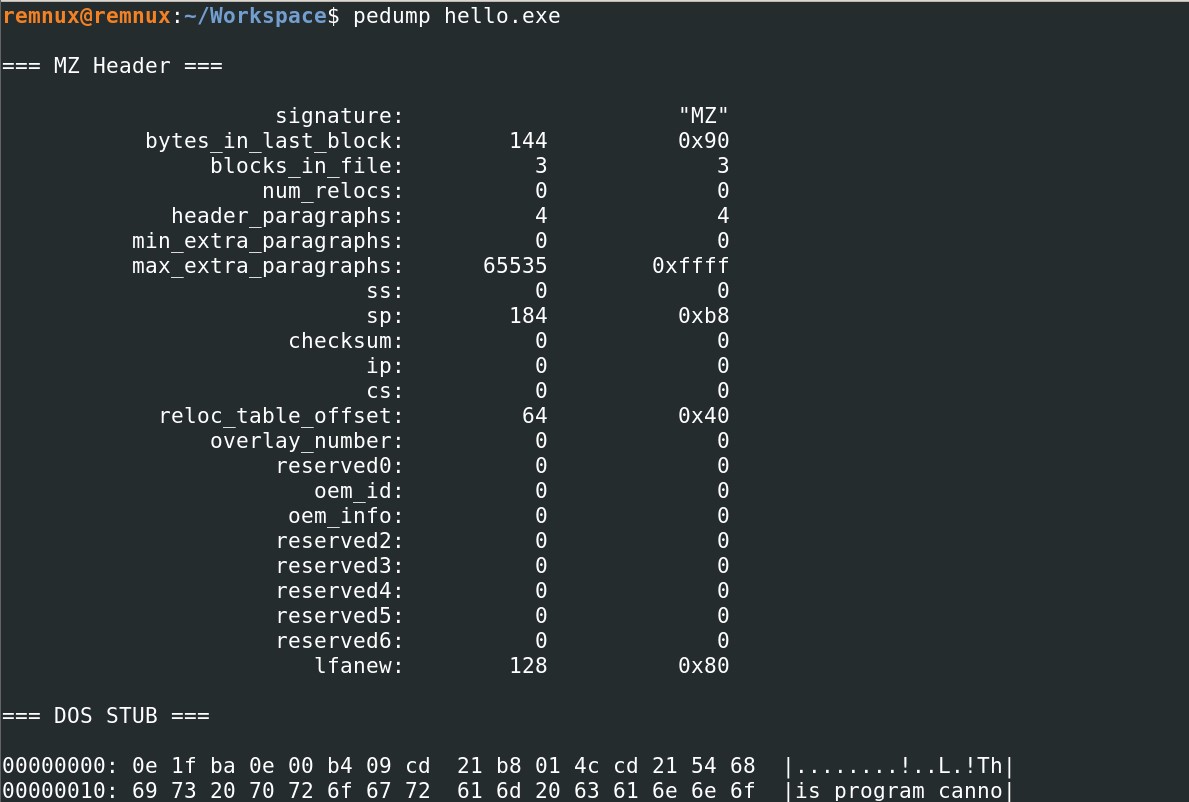 remnux@remnux:~/Workspace$ pedump hello.exe
=== MZ Header ===
signature: "MZ"
bytes_in_last_block: 144 0x90
blocks_in_file: 3 3
num_relocs: 0 0
header_paragraphs: 4 4
min_extra_paragraphs: 0 0
max_extra_paragraphs: 65535 0xffff
ss: 0 0
sp: 184 0xb8
checksum: 0 0
ip: 0 0
cs: 0 0
reloc_table_offset: 64 0x40
overlay_number: 0 0
reserved0: 0 0
oem_id: 0 0
oem_info: 0 0
reserved2: 0 0
reserved3: 0 0
reserved4: 0 0
reserved5: 0 0
reserved6: 0 0
lfanew: 128 0x80
=== DOS STUB ===
00000000: 0e 1f ba 0e 00 b4 09 cd  21 b8 01 4c cd 21 54 68  |........!..L.!Th|
00000010: 69 73 20 70 72 6f 67 72  61 6d 20 63 61 6e 6e 6f  |is program canno|